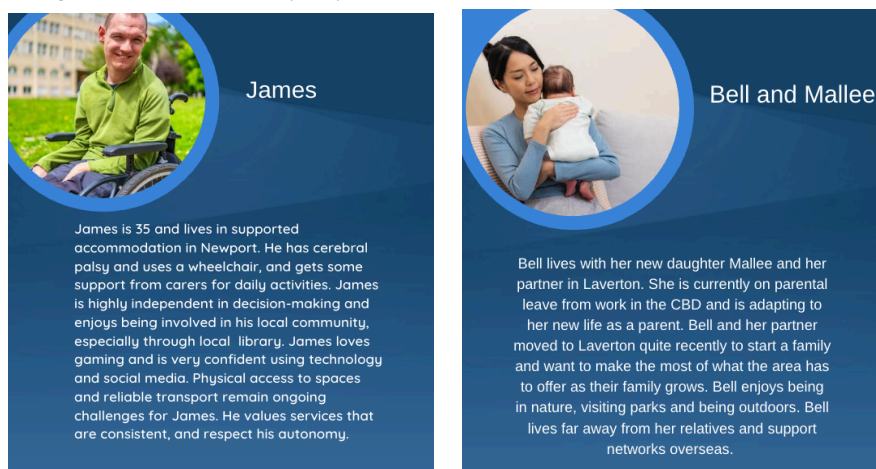 James
James is 35 and lives in supported
accommodation in Newport. He has cerebral
palsy and uses a wheelchair, and gets some
support from carers for daily activities. James
is highly independent in decision-making and
enjoys being involved in his local community,
especially through local  library. James loves
gaming and is very confident using technology
and social media. Physical access to spaces
and reliable transport remain ongoing
challenges for James. He values services that
are consistent, and respect his autonomy.
Bell and Mallee
Bell lives with her new daughter Mallee and her
partner in Laverton. She is currently on parental
leave from work in the CBD and is adapting to
her new life as a parent. Bell and her partner
moved to Laverton quite recently to start a family
and want to make the most of what the area has
to offer as their family grows. Bell enjoys being
in nature, visiting parks and being outdoors. Bell
lives far away from her relatives and support
networks overseas.